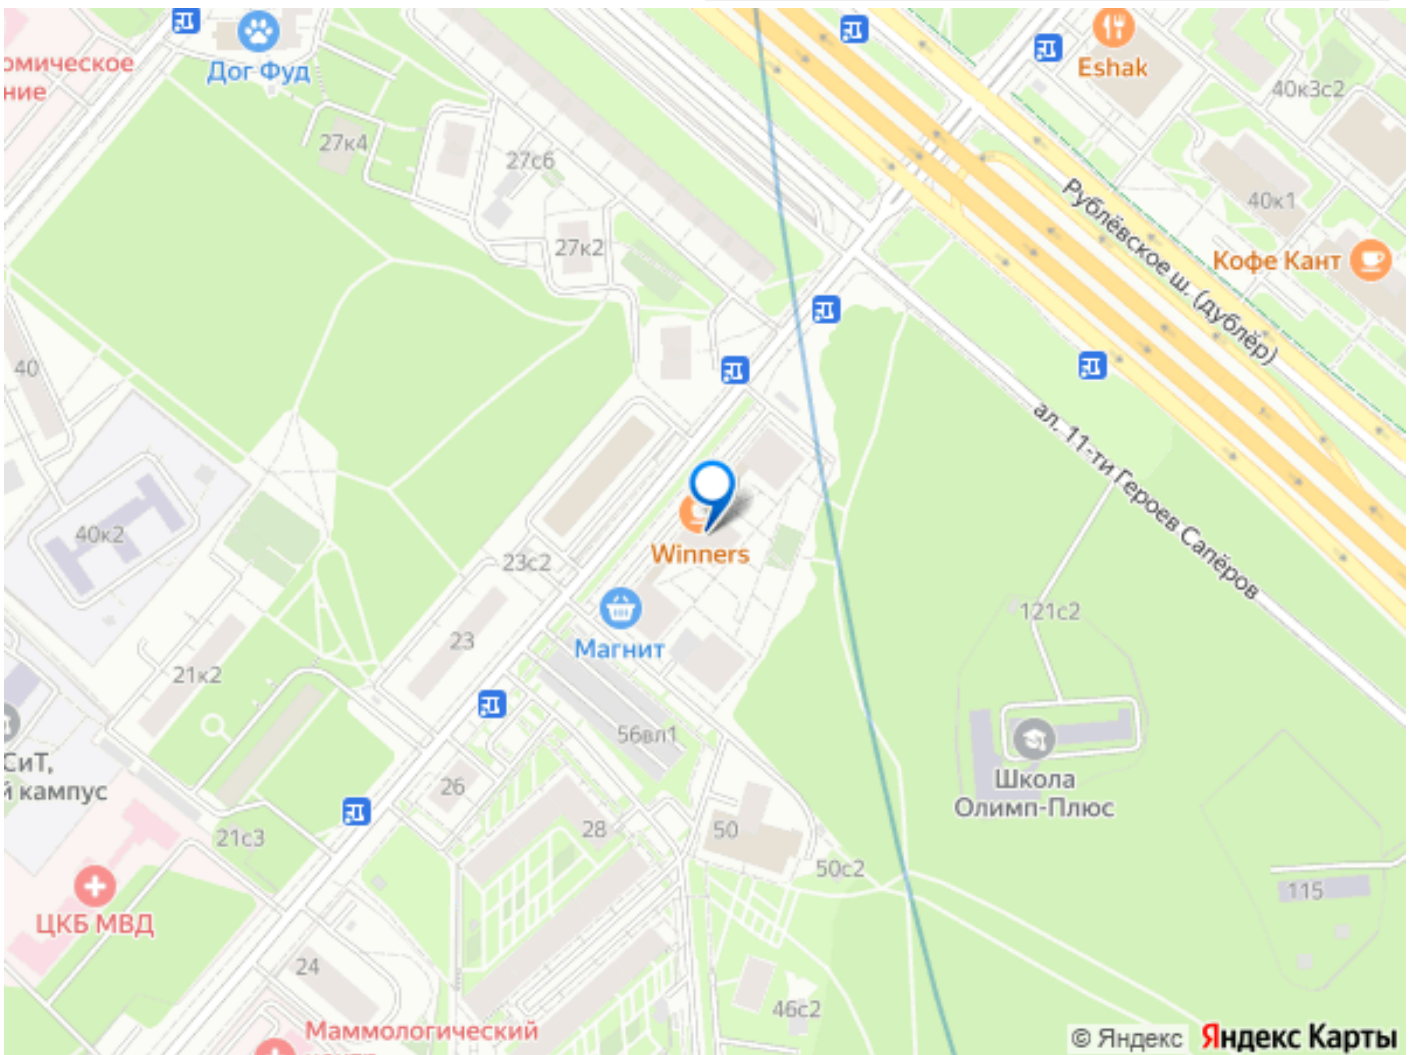 Дог Фуд
Eshak
40к3с2
омическое
ние
27к4
27с6
40к1
27к2
Рублёвское ш. (дублёр)
Кофе Кант
40
ал. 11-ти Героев Сапёров
40к2
Winners
23с2
121с2
23
Магнит
21к2
56вл1
СиТ,
й кампус
26
Школа
Олимп-Плюс
28
50
21с3
50с2
115
ЦКБ МВД
24
46с2
Маммологический
© Яндекс Яндекс Карты